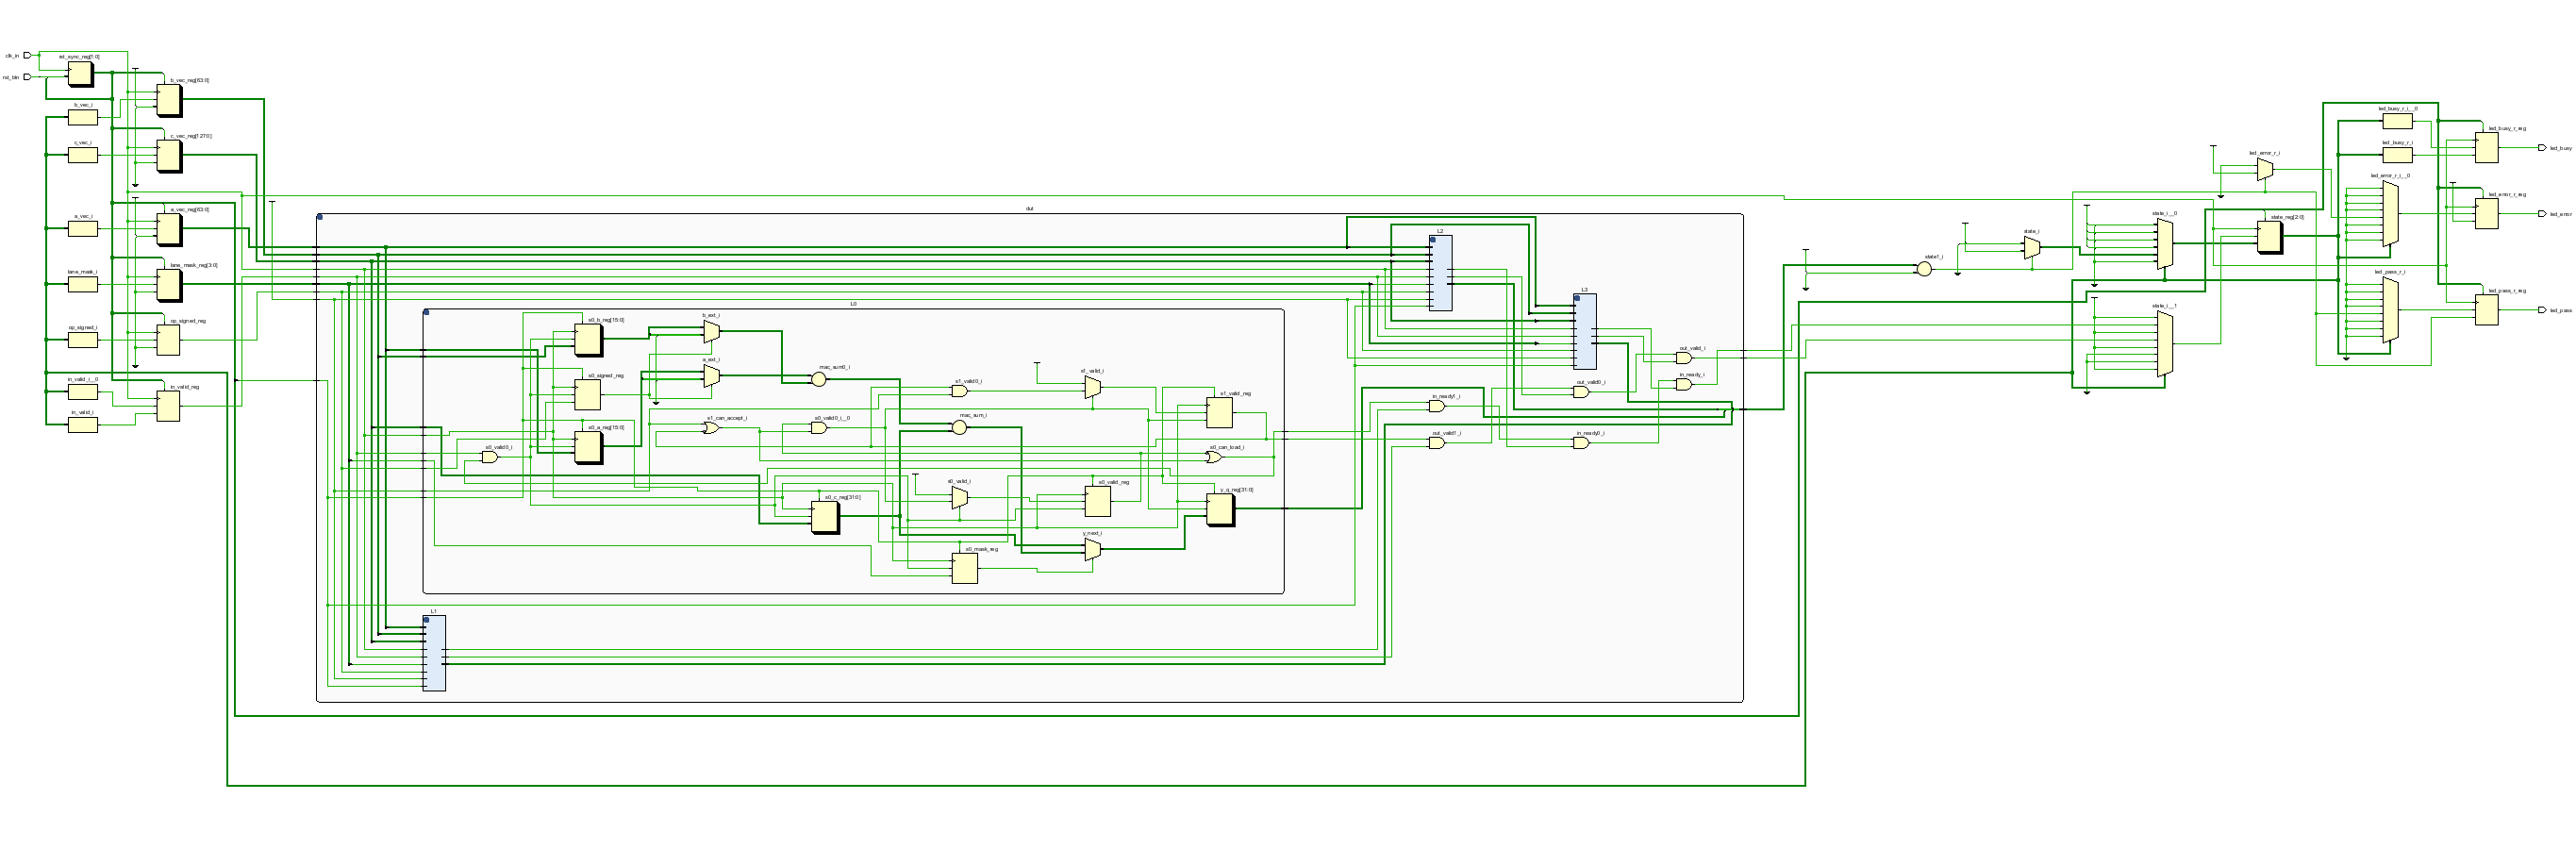 clk_in
rst_btn
rst_sync_reg[1:0]
b_vec_reg[63:0]
b_vec_i
c_vec_reg[127:0]
c_vec_i
a_vec_reg[63:0]
a_vec_i
lane_mask_reg[3:0]
lane_mask_i
op_signed_reg
op_signed_i
in_valid_i__0
in_valid_reg
in_valid_i
dut
L0
s0_b_reg[15:0]
b_ext_i
a_ext_i
s0_signed_reg
mac_sum0_i
s1_valid0_i
s1_valid_i
s1_valid_reg
s0_a_reg[15:0]
s1_can_accept_i
s0_valid0_i__0
mac_sum_i
s0_valid0_i
s0_can_load_i
s0_valid_i
s0_valid_reg
s0_c_reg[31:0]
y_q_reg[31:0]
y_next_i
s0_mask_reg
L1
L2
L3
out_valid_i
in_ready_i
out_valid0_i
in_ready1_i
out_valid1_i
in_ready0_i
state1_i
state_i
state_i__0
state_i__1
state_reg[2:0]
led_error_r_i
led_busy_r_i__0
led_busy_r_i
led_error_r_i__0
led_pass_r_i
led_busy_r_reg
led_error_r_reg
led_pass_r_reg
led_busy
led_error
led_pass